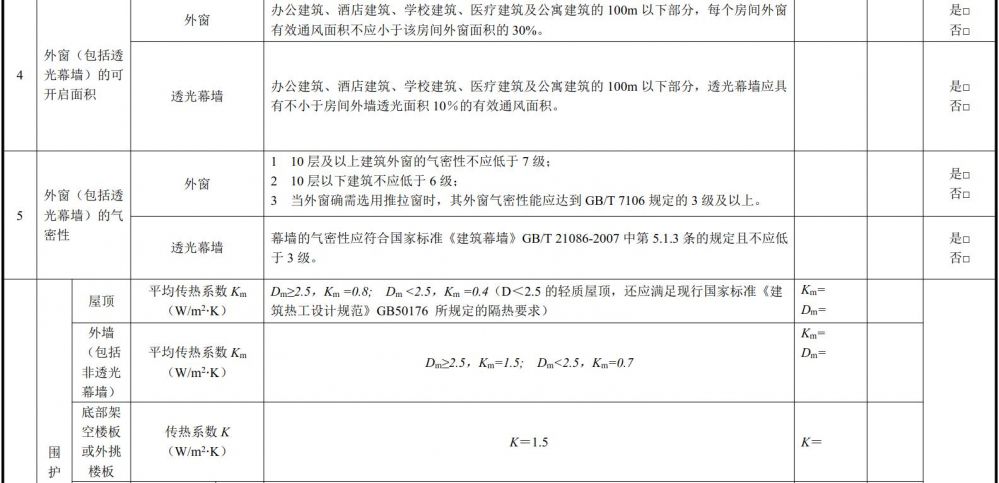 4
外窗（包括透
光幕墙）的可
开启面积
外窗
办公建筑、酒店建筑、学校建筑、医疗建筑及公寓建筑的 100m 以下部分，每个房间外窗
有效通风面积不应小于该房间外窗面积的 30%。
是□
否□
透光幕墙
办公建筑、酒店建筑、学校建筑、医疗建筑及公寓建筑的 100m 以下部分，透光幕墙应具
有不小于房间外墙透光面积 10%的有效通风面积。
是□
否□
5
外窗（包括透
光幕墙）的气
密性
外窗
1 10 层及以上建筑外窗的气密性不应低于 7 级；
2 10 层以下建筑不应低于 6 级；
3 当外窗确需选用推拉窗时，其外窗气密性能应达到 GB/T 7106 规定的 3 级及以上。
是□
否□
透光幕墙
幕墙的气密性应符合国家标准《建筑幕墙》GB/T 21086-2007 中第 5.1.3 条的规定且不应低
于 3 级。
是□
否□
围
护
屋顶
平均传热系数 Km
（W/m²·K）
Dm≥2.5，Km =0.8; Dm <2.5，Km =0.4（D＜2.5 的轻质屋顶，还应满足现行国家标准《建
筑热工设计规范》GB50176 所规定的隔热要求）
Km=
Dm=
外墙
（包括
非透光
幕墙）
平均传热系数 Km
（W/m²·K）
Dm≥2.5，Km=1.5; Dm<2.5，Km=0.7
Km=
Dm=
底部架
空楼板
或外挑
楼板
传热系数 K
（W/m²·K）
K＝1.5
K＝